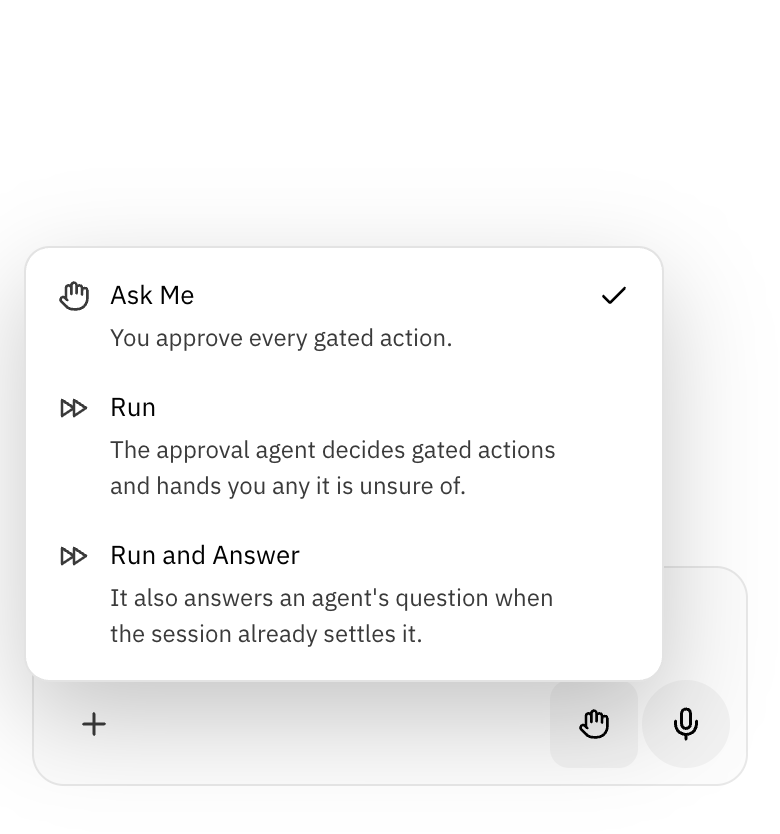 Ask Me
You approve every gated action.
Run
The approval agent decides gated actions
and hands you any it is unsure of.
Run and Answer
It also answers an agent's question when
the session already settles it.